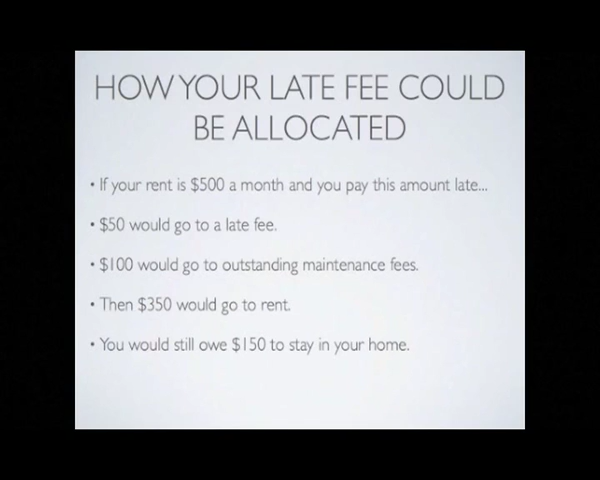 HOW YOUR LATE FEE COULD
BE ALLOCATED
• If your rent is $500 a month and you pay this amount late...
• $50 would go to a late fee.
• $100 would go to outstanding maintenance fees.
• Then $350 would go to rent.
• You would still owe $150 to stay in your home.